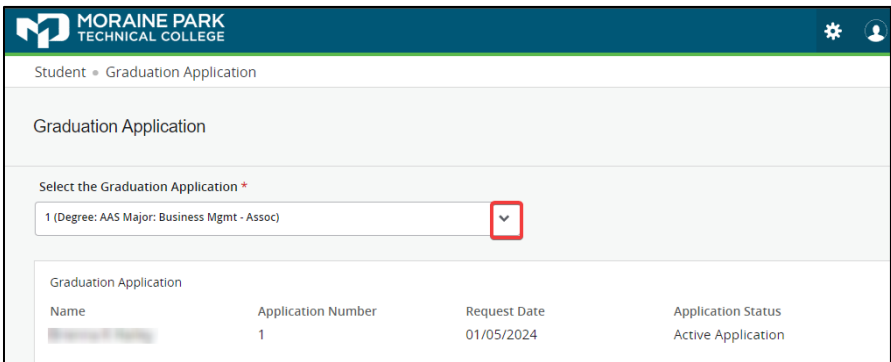 MORAINE PARK
TECHNICAL COLLEGE
Student • Graduation Application
Graduation Application
Select the Graduation Application *
1 (Degree: AAS Major: Business Mgmt - Assoc)
Graduation Application
Name Application Number Request Date Application Status
1 01/05/2024 Active Application